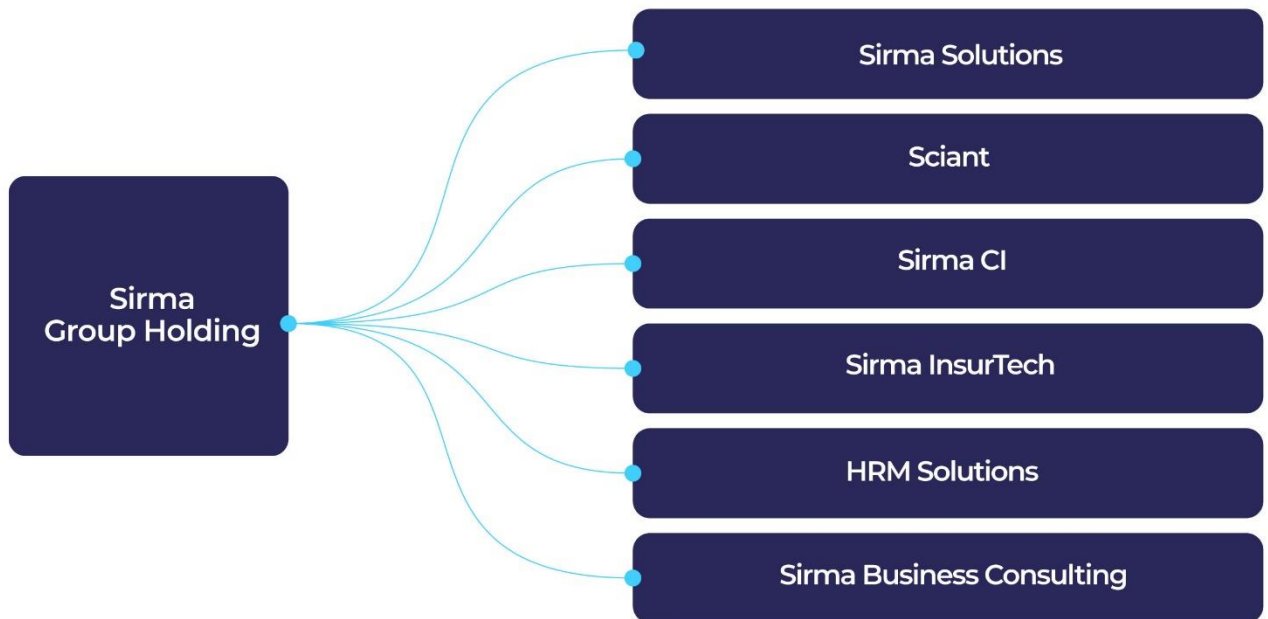 Sirma
Group Holding
Sirma Solutions
Sciant
Sirma CI
Sirma InsurTech
HRM Solutions
Sirma Business Consulting